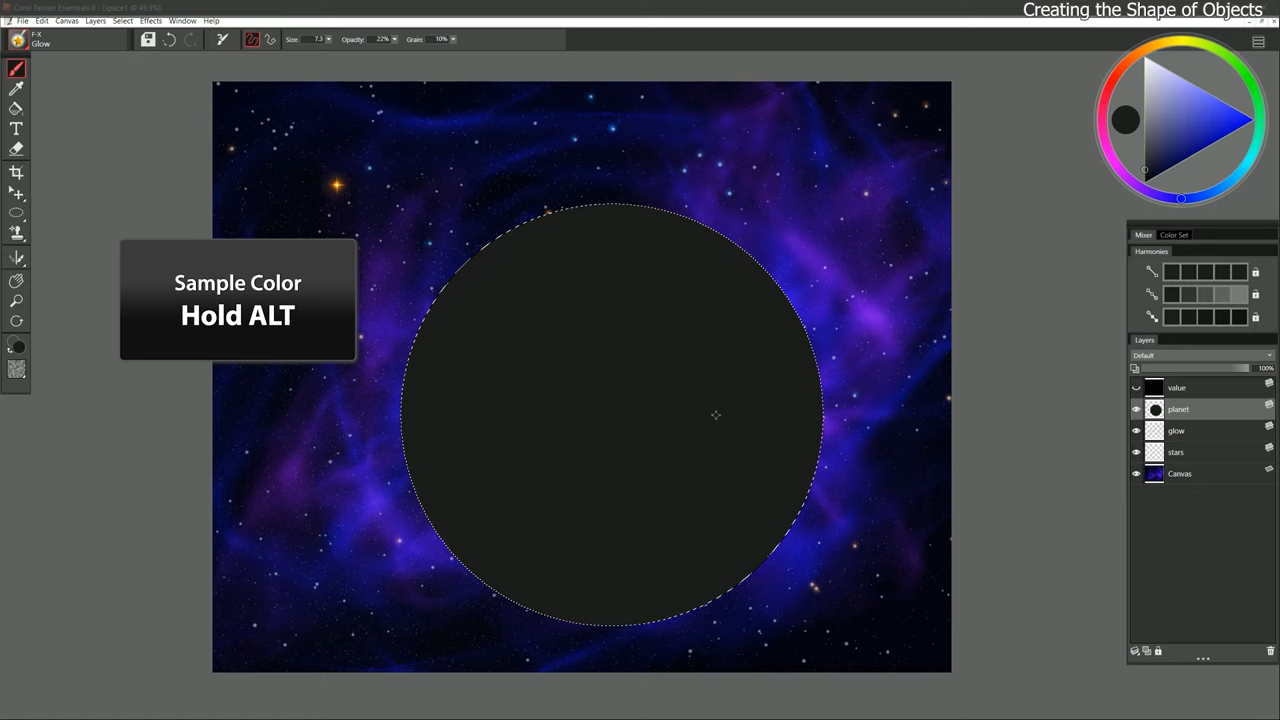 Corel Painter Essentials 6 - [space1 @ 49.3%]
Creating the Shape of Objects
File Edit Canvas Layers Select Effects Window Help
F-X
Glow
Size: 7.3 Opacity: 22% Grain: 10%
Sample Color
Hold ALT
Mixer Color Set
Harmonies
Layers
Default
100%
value
planet
glow
stars
Canvas